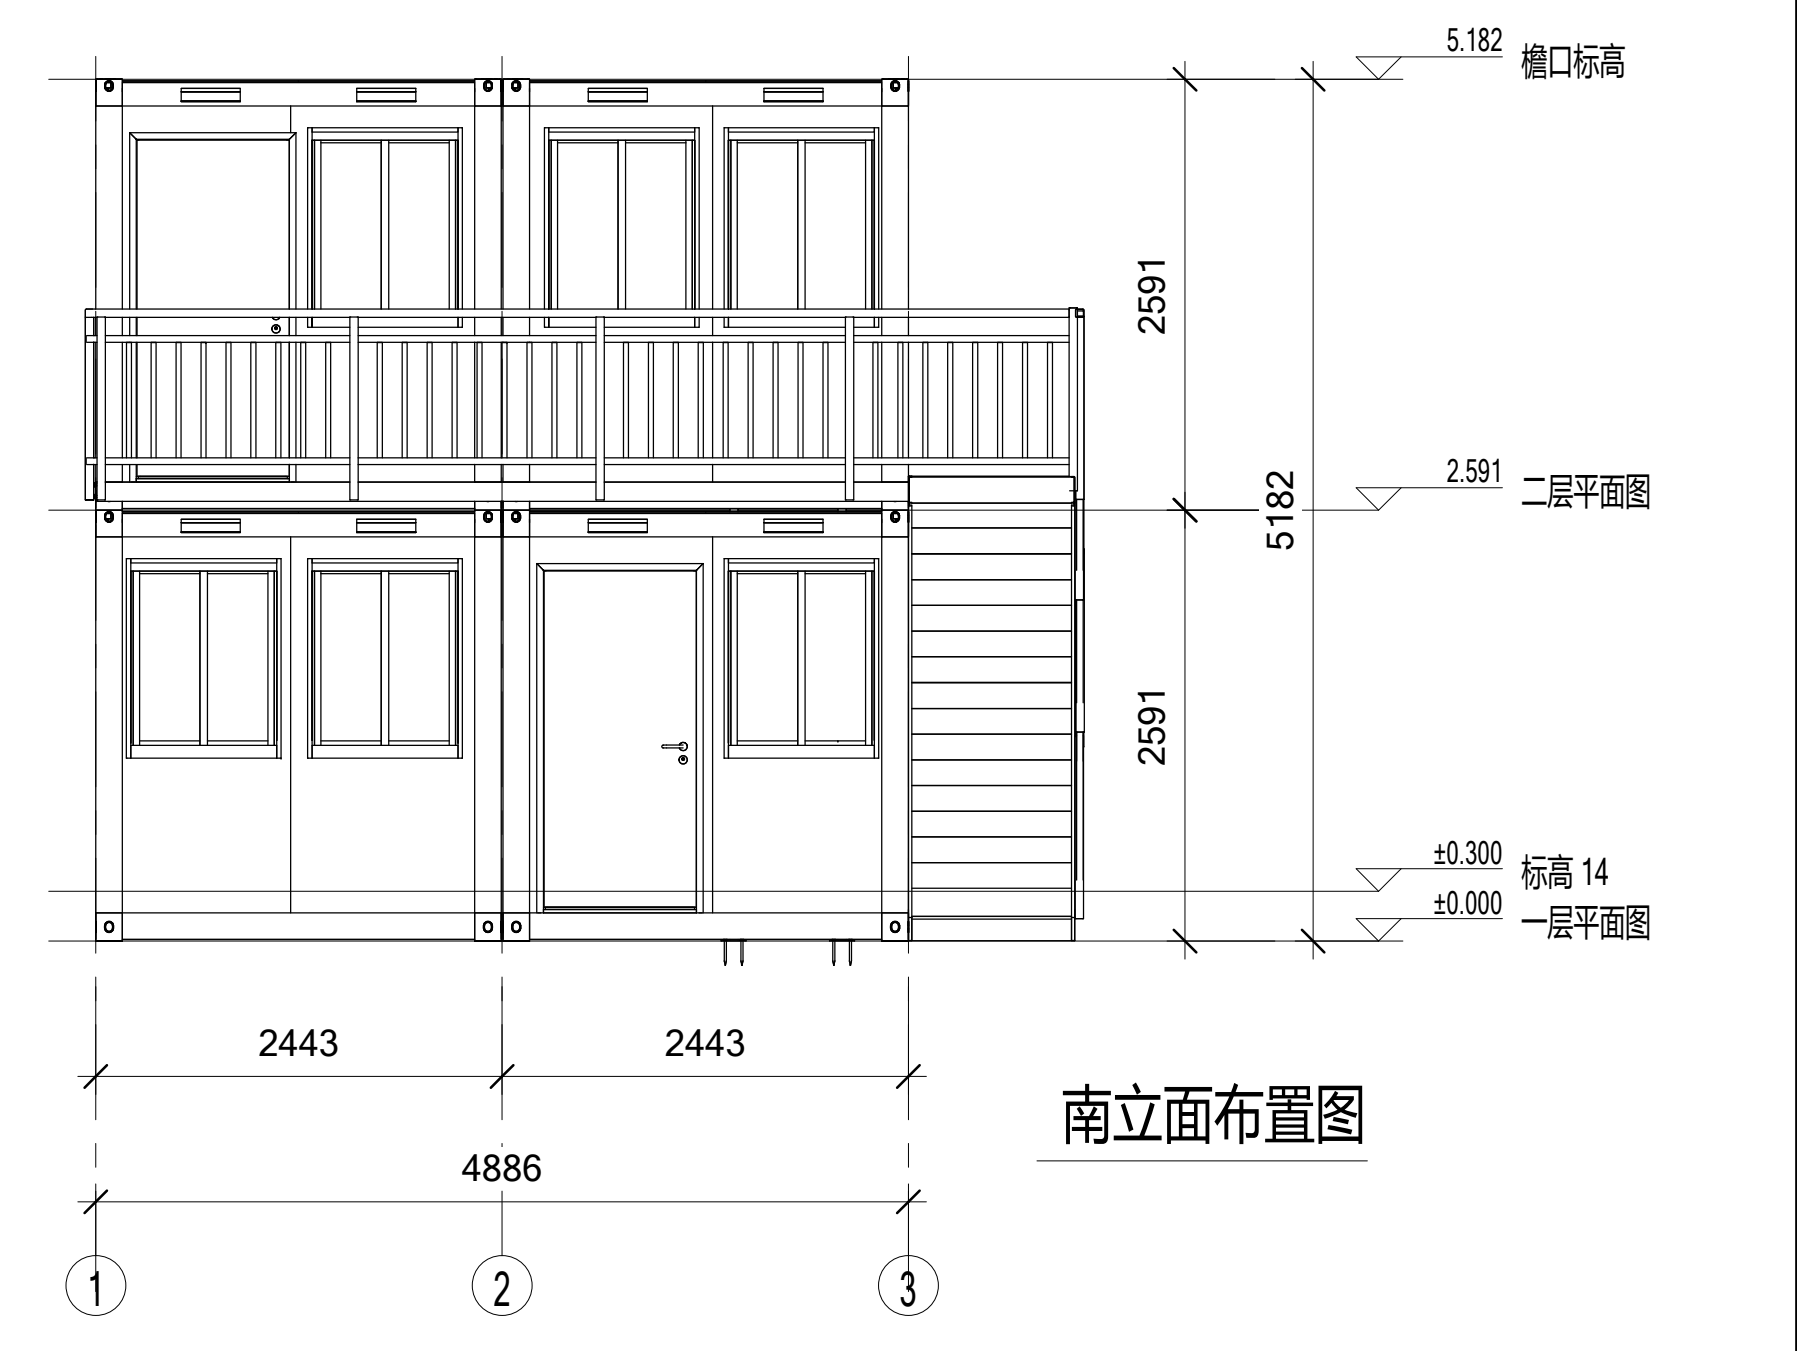 5.182 檐口标高
2591
2.591 二层平面图
5182
2591
±0.300 标高 14
±0.000 一层平面图
2443 2443
南立面布置图
4886
1 2 3